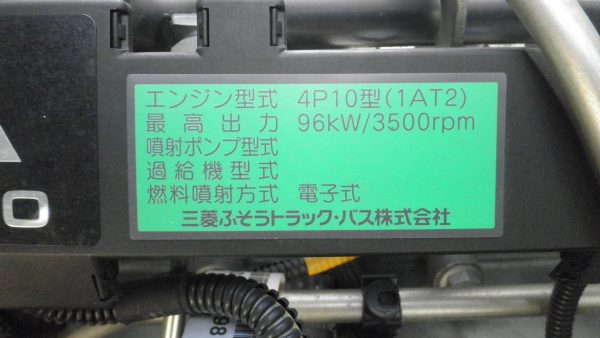 エンジン型式 4P10型(1AT2)
最高出力 96kW/3500rpm
噴射ポンプ型式
過給機型式
燃料噴射方式 電子式
三菱ふそうトラック・バス株式会社
O
98